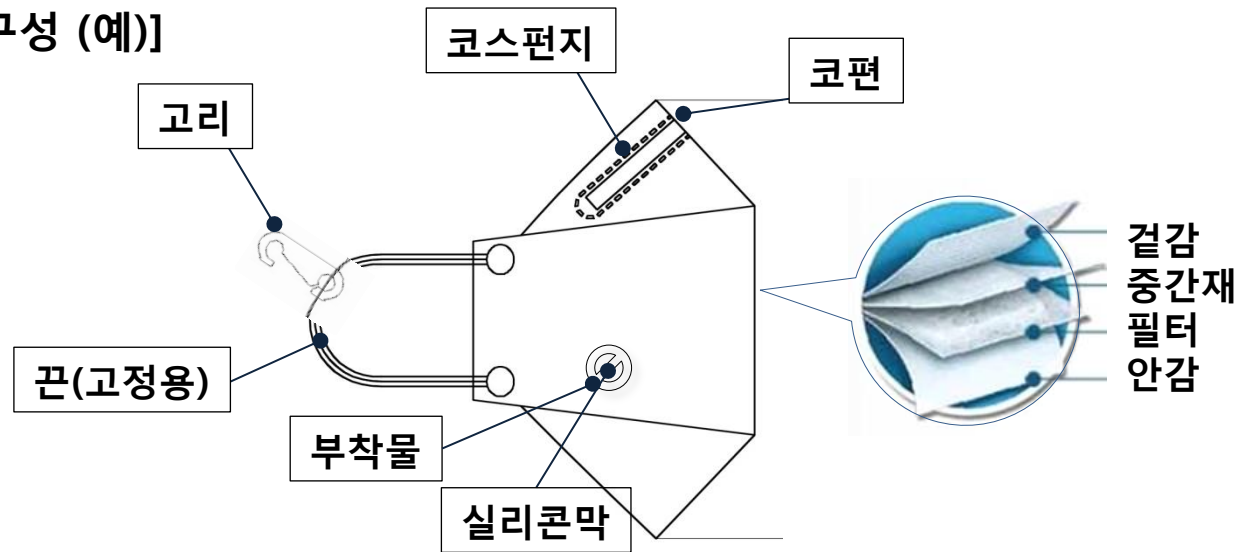 구성 (예)]
코스펀지
코편
고리
겉감
중간재
필터
안감
끈(고정용)
부착물
실리콘막